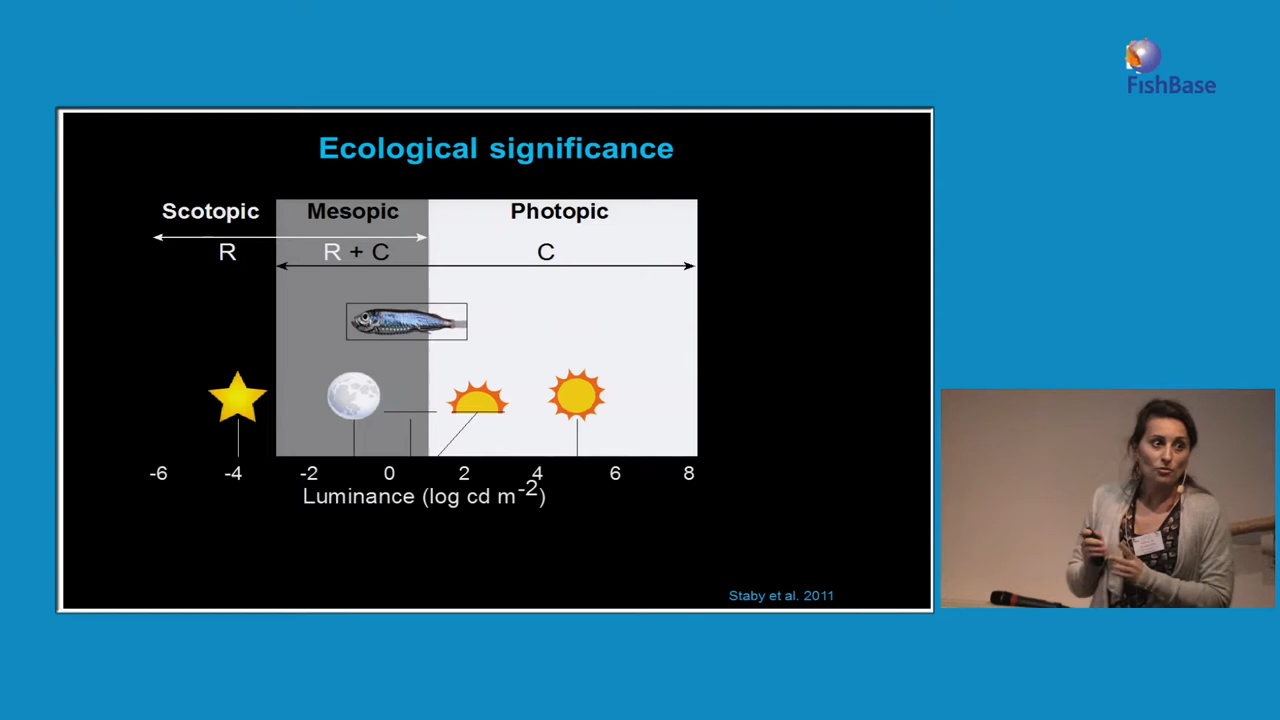 FishBase
Ecological significance
Scotopic Mesopic Photopic
R R + C C
-6 -4 -2 0 2 4 6 8
Luminance (log cd m-2)
Staby et al. 2011